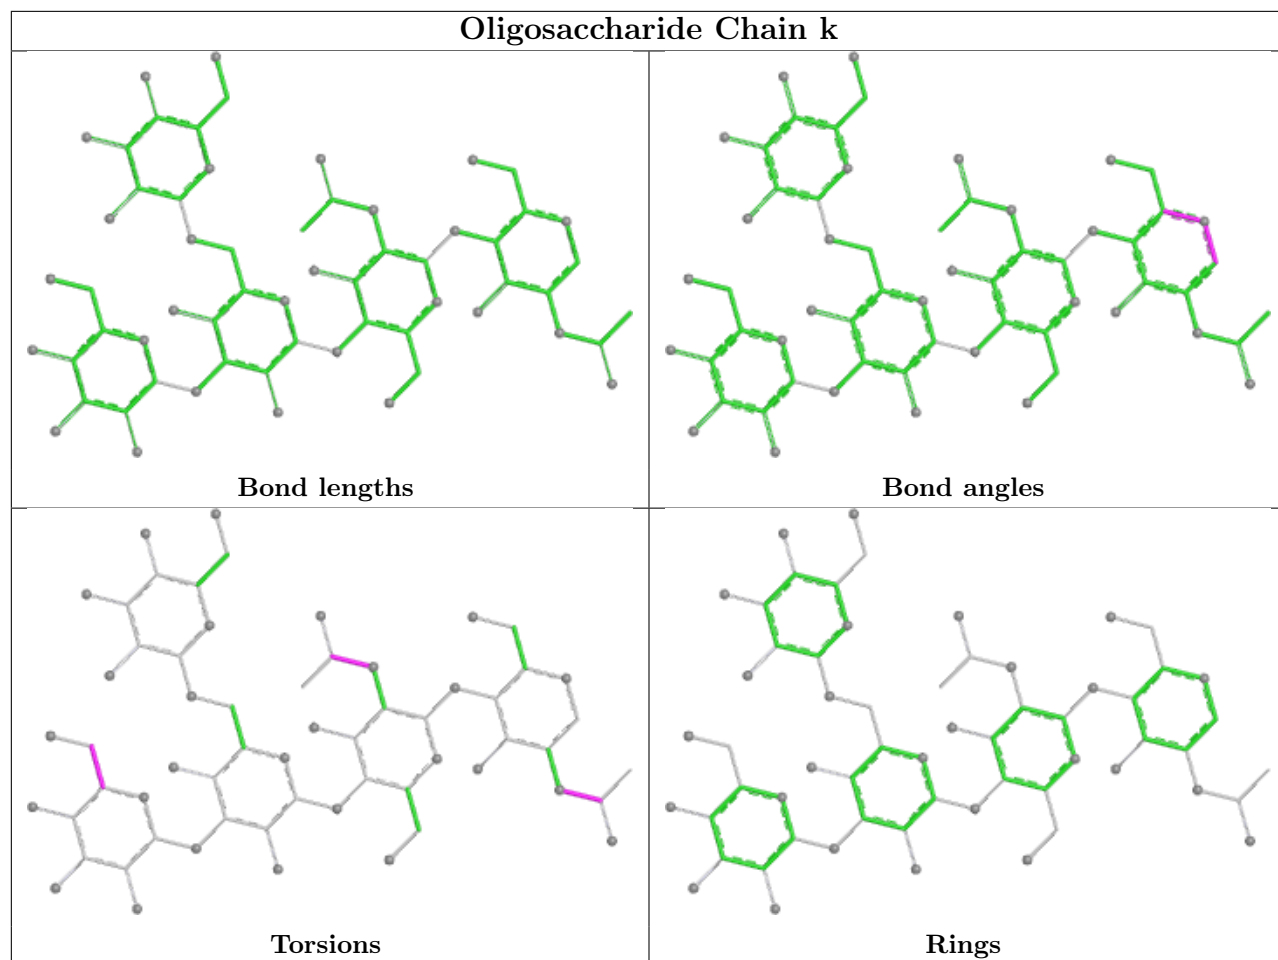 Oligosaccharide Chain k
Bond lengths
Bond angles
Torsions
Rings